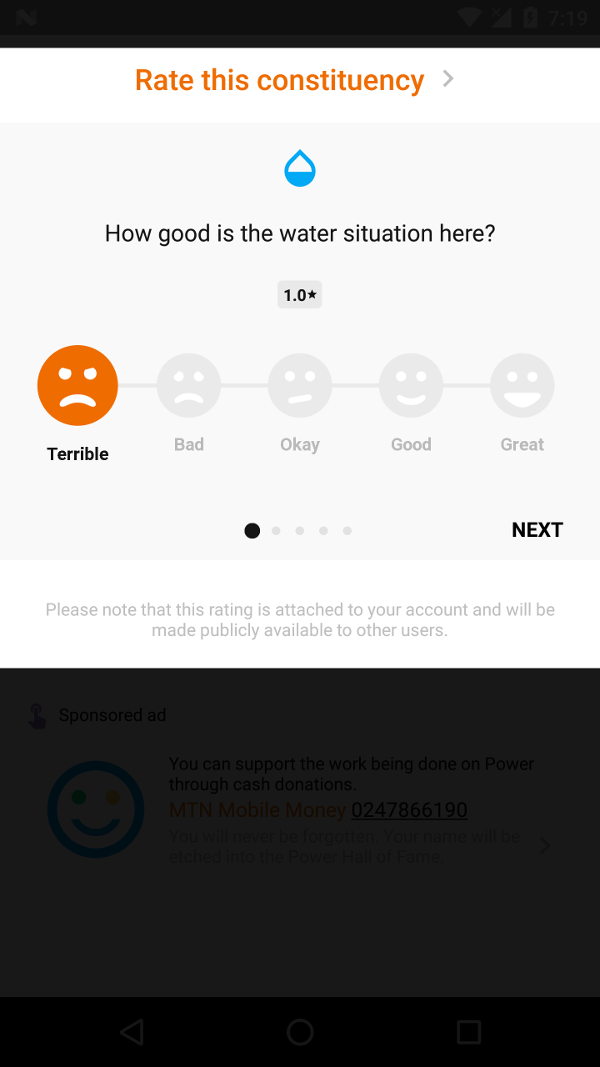 7:19
Rate this constituency
How good is the water situation here?
1.0★
Terrible
Bad
Okay
Good
Great
NEXT
Please note that this rating is attached to your account and will be
made publicly available to other users.
Sponsored ad
You can support the work being done on Power
through cash donations.
MTN Mobile Money 0247866190
You will never be forgotten. Your name will be
etched into the Power Hall of Fame